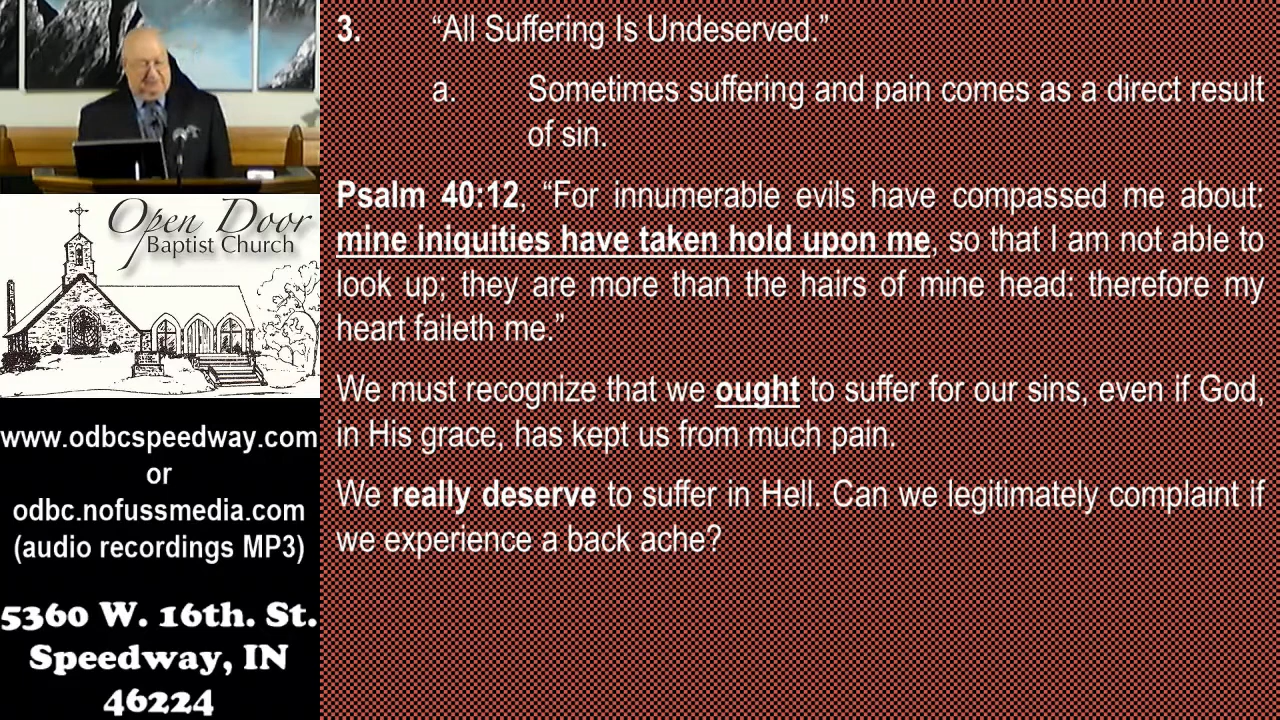 Open Door
Baptist Church
www.odbcspeedway.com
or
odbc.nofussmedia.com
(audio recordings MP3)
5360 W. 16th. St.
Speedway, IN
46224
3. “All Suffering Is Undeserved.”
a. Sometimes suffering and pain comes as a direct result
of sin.
Psalm 40:12, “For innumerable evils have compassed me about:
mine iniquities have taken hold upon me, so that I am not able to
look up; they are more than the hairs of mine head: therefore my
heart faileth me.”
We must recognize that we ought to suffer for our sins, even if God,
in His grace, has kept us from much pain.
We really deserve to suffer in Hell. Can we legitimately complaint if
we experience a back ache?